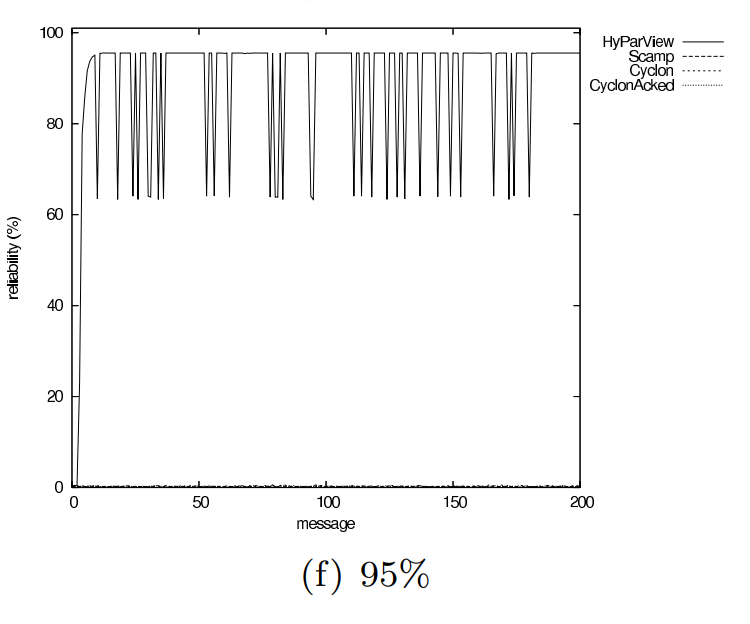 100
80
60
40
20
0
reliability (%)
0 50 100 150 200
message
HyParView
Scamp
Cyclon
CyclonAcked
(f) 95%